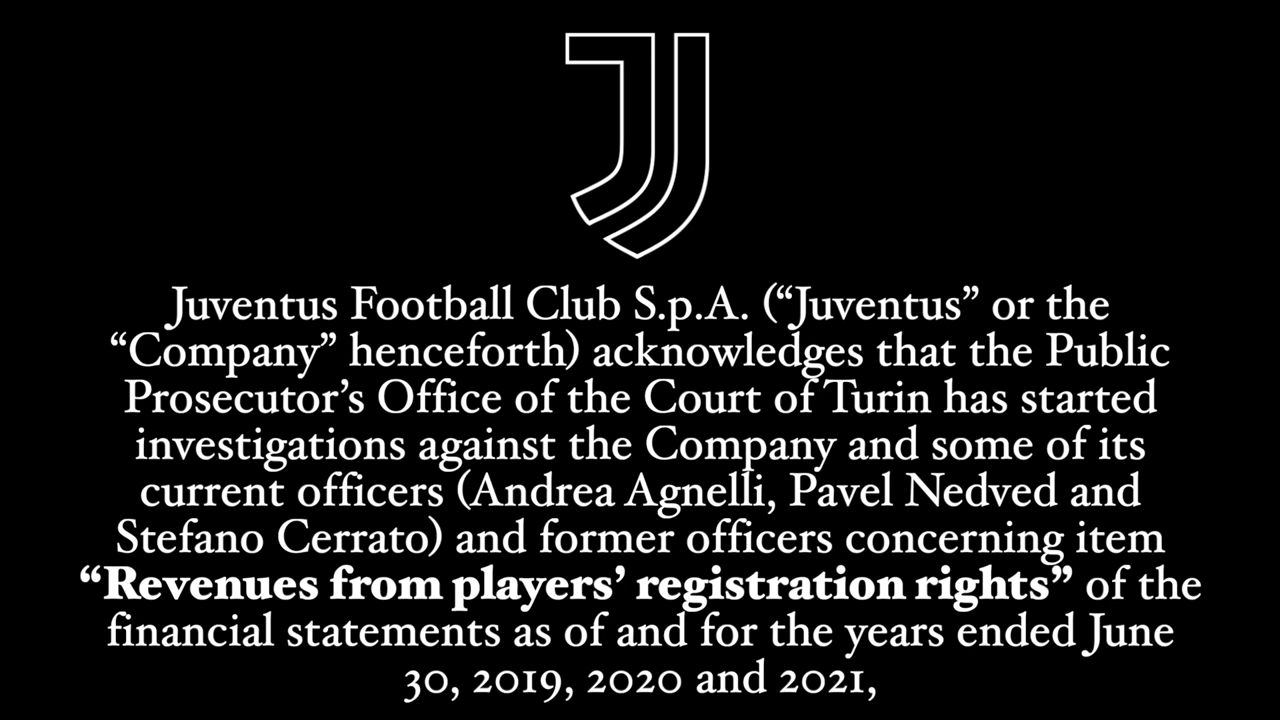 Juventus Football Club S.p.A. (“Juventus” or the
“Company” henceforth) acknowledges that the Public
Prosecutor’s Office of the Court of Turin has started
investigations against the Company and some of its
current officers (Andrea Agnelli, Pavel Nedved and
Stefano Cerrato) and former officers concerning item
“Revenues from players’ registration rights” of the
financial statements as of and for the years ended June
30, 2019, 2020 and 2021,